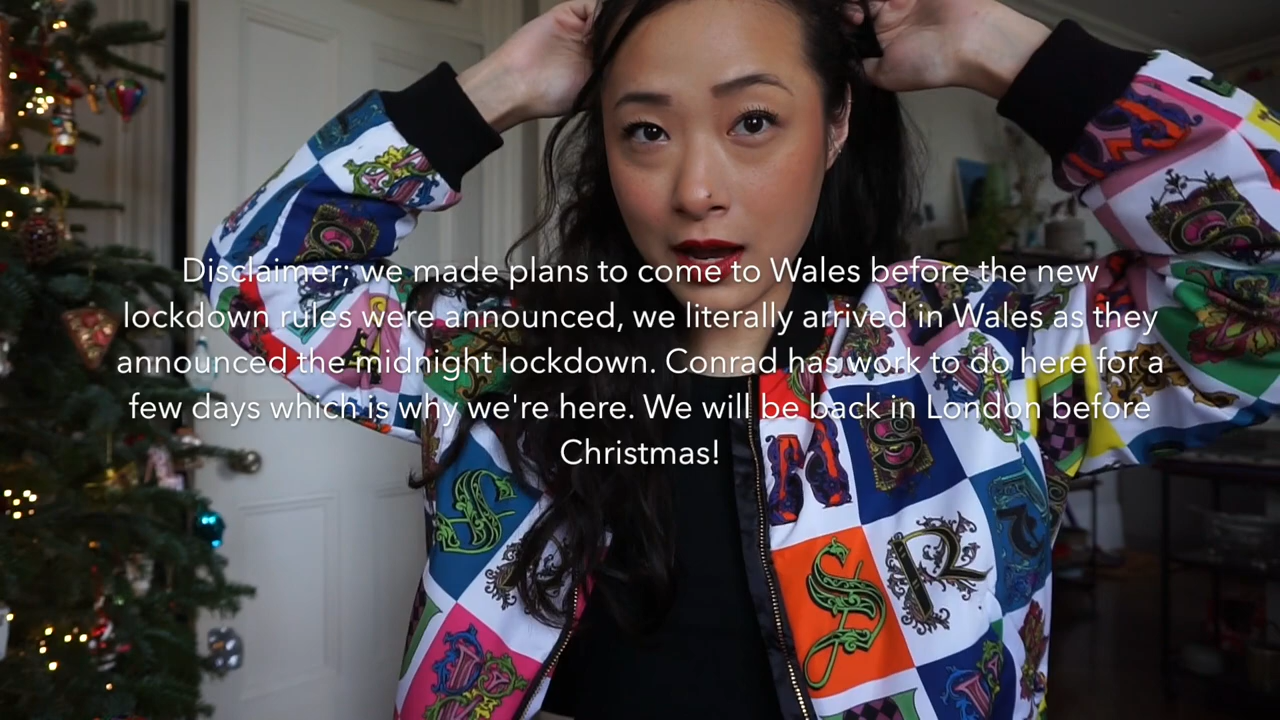 Disclaimer; we made plans to come to Wales before the new
lockdown rules were announced, we literally arrived in Wales as they
announced the midnight lockdown. Conrad has work to do here for a
few days which is why we're here. We will be back in London before
Christmas!